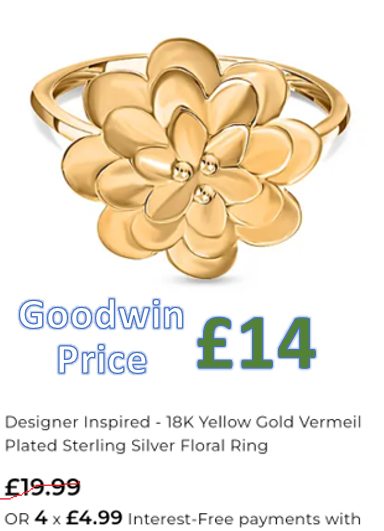 Goodwin
Price
£14
Designer Inspired - 18K Yellow Gold Vermeil
Plated Sterling Silver Floral Ring
£19.99
OR 4 x £4.99 Interest-Free payments with